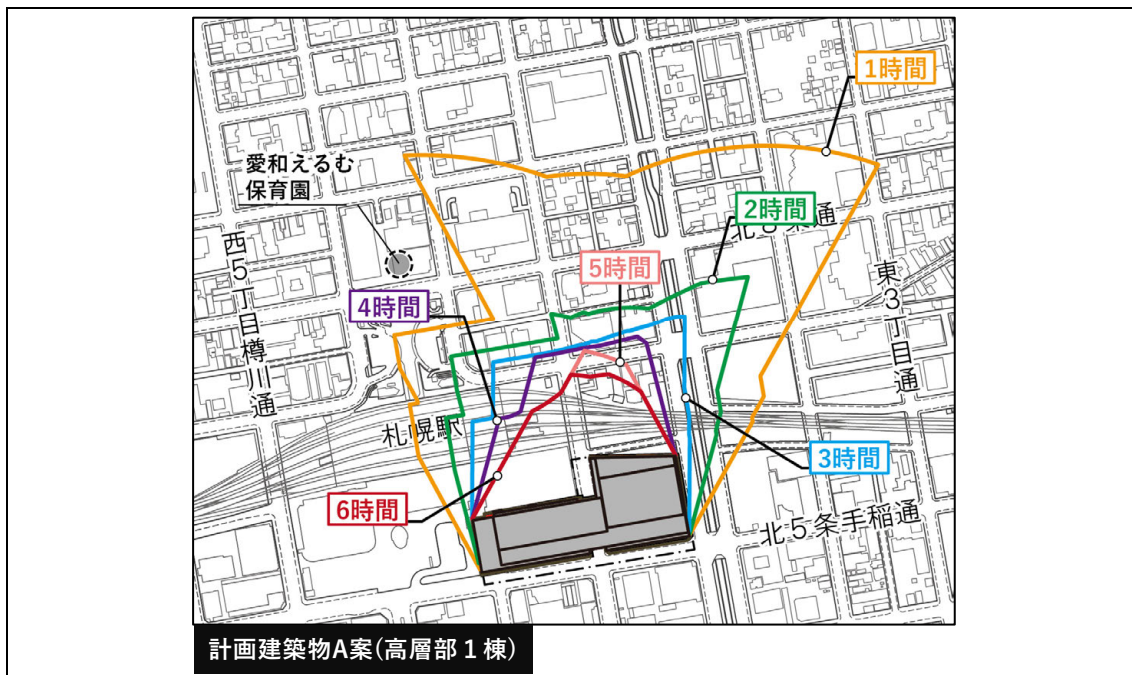 1時間
愛和えるむ
保育園
2時間
北8条通
5時間
西5丁目樽川通
4時間
東3丁目通
札幌駅
3時間
6時間
北5条手稲通
計画建築物A案(高層部1棟)